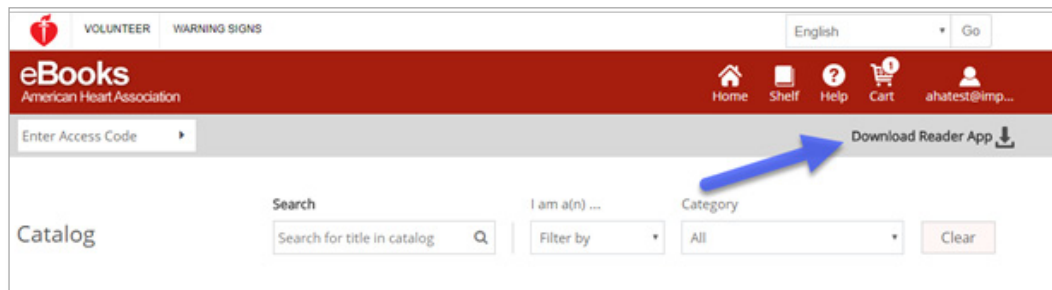 VOLUNTEER WARNING SIGNS English Go
eBooks
American Heart Association
1
Home Shelf Help Cart ahatest@imp...
Enter Access Code Download Reader App
Search I am a(n) ... Category
Catalog Search for title in catalog Filter by All Clear